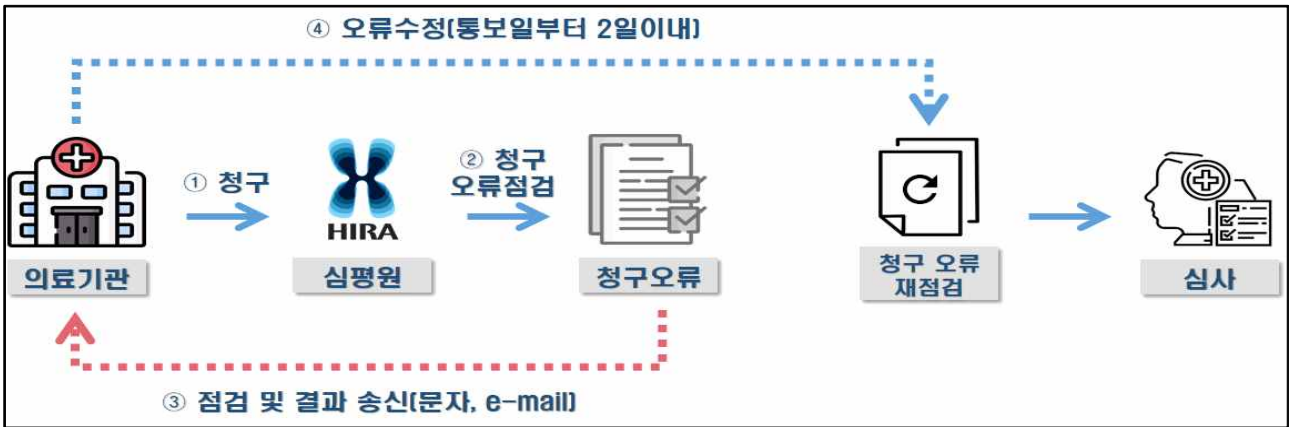 ④ 오류수정(통보일부터 2일이내)
① 청구
② 청구
오류점검
HIRA
의료기관
심평원
청구오류
청구 오류
재점검
심사
③ 점검 및 결과 송신(문자, e-mail)